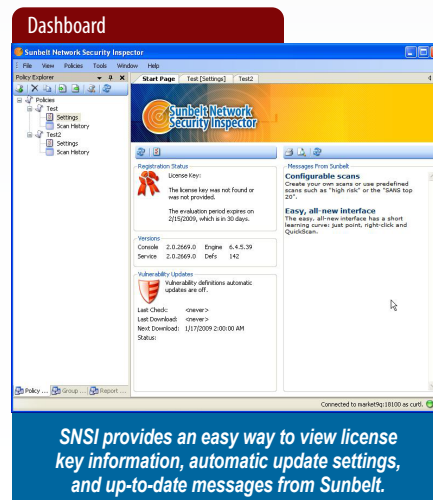 Dashboard
Sunbelt Network Security Inspector
File View Policies Tools Window Help
Policy Explorer
Start Page Test [Settings] Test2
Policies
Test
Settings
Scan History
Test2
Settings
Scan History
Sunbelt Network
Security Inspector
Registration Status
License Key:
The license key was not found or
was not provided.
The evaluation period expires on
2/15/2009, which is in 30 days.
Versions
Console 2.0.2669.0 Engine 6.4.5.39
Service 2.0.2669.0 Defs 142
Vulnerability Updates
Vulnerability definitions automatic
updates are off.
Last Check: <never>
Last Download: <never>
Next Download: 1/17/2009 2:00:00 AM
Status:
Messages From Sunbelt
Configurable scans
Create your own scans or use predefined
scans such as "high risk" or the "SANS top
20".
Easy, all-new interface
The easy, all-new interface has a short
learning curve: just point, right-click and
QuickScan.
Policy ... Group ... Report ...
Connected to market9q:18100 as curtl.
SNSI provides an easy way to view license
key information, automatic update settings,
and up-to-date messages from Sunbelt.